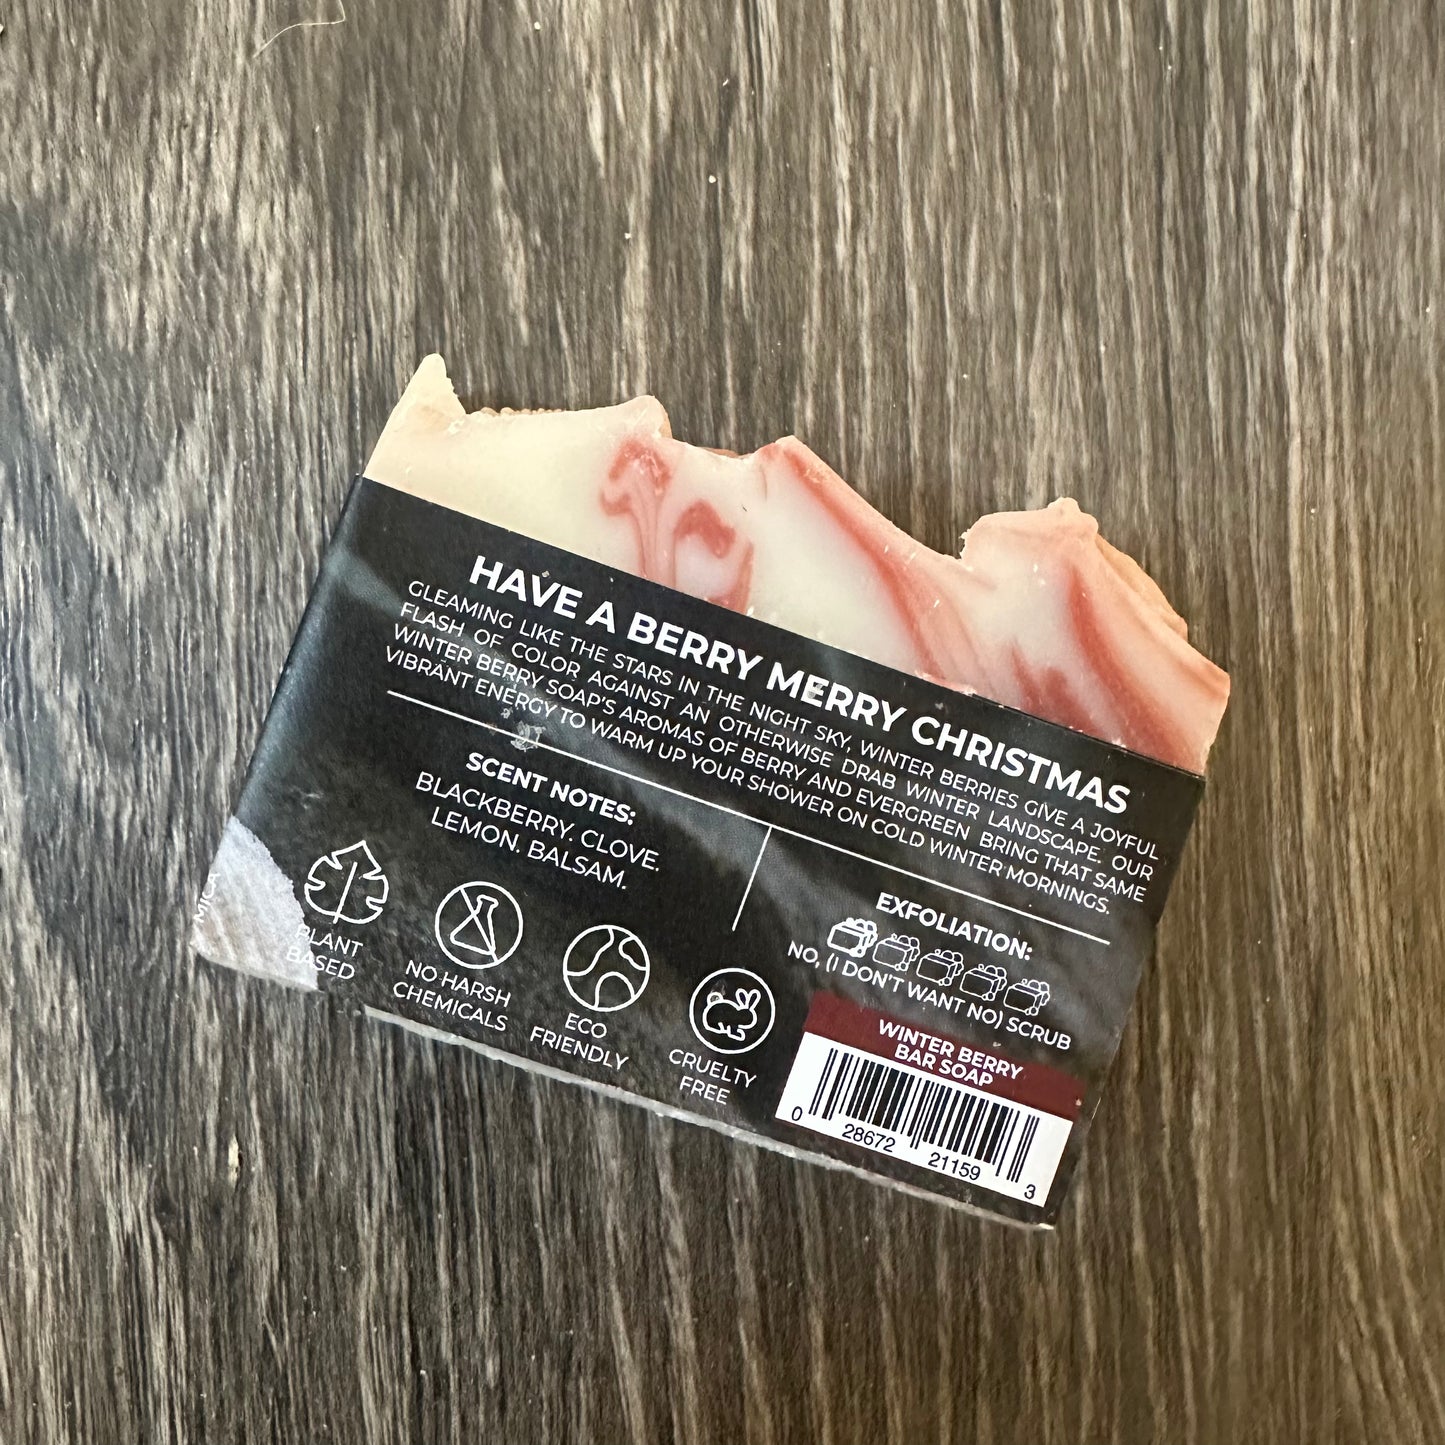 HAVE A BERRY MERRY CHRISTMAS
GLEAMING LIKE THE STARS IN THE NIGHT SKY, WINTER BERRIES GIVE A JOYFUL
FLASH OF COLOR AGAINST AN OTHERWISE DRAB WINTER LANDSCAPE. OUR
WINTER BERRY SOAP'S AROMAS OF BERRY AND EVERGREEN BRING THAT SAME
VIBRANT ENERGY TO WARM UP YOUR SHOWER ON COLD WINTER MORNINGS.
SCENT NOTES:
BLACKBERRY. CLOVE.
LEMON. BALSAM.
EXFOLIATION:
NO, (I DON'T WANT NO) SCRUB
MICA
PLANT
BASED
NO HARSH
CHEMICALS
ECO
FRIENDLY
CRUELTY
FREE
WINTER BERRY
BAR SOAP
0 28672 21159 3